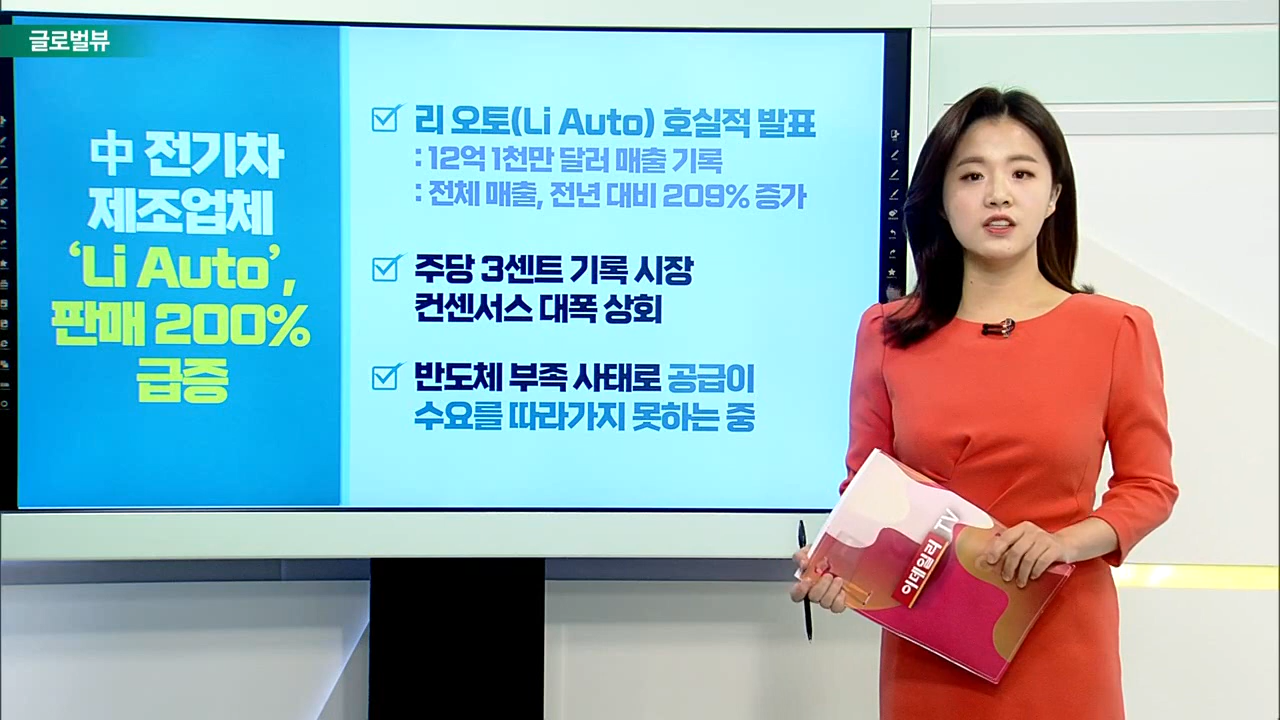 글로벌뷰
中 전기차
제조업체
‘Li Auto’,
판매 200%
급증
리 오토(Li Auto) 호실적 발표
: 12억 1천만 달러 매출 기록
: 전체 매출, 전년 대비 209% 증가
주당 3센트 기록 시장
컨센서스 대폭 상회
반도체 부족 사태로 공급이
수요를 따라가지 못하는 중
이데일리 TV